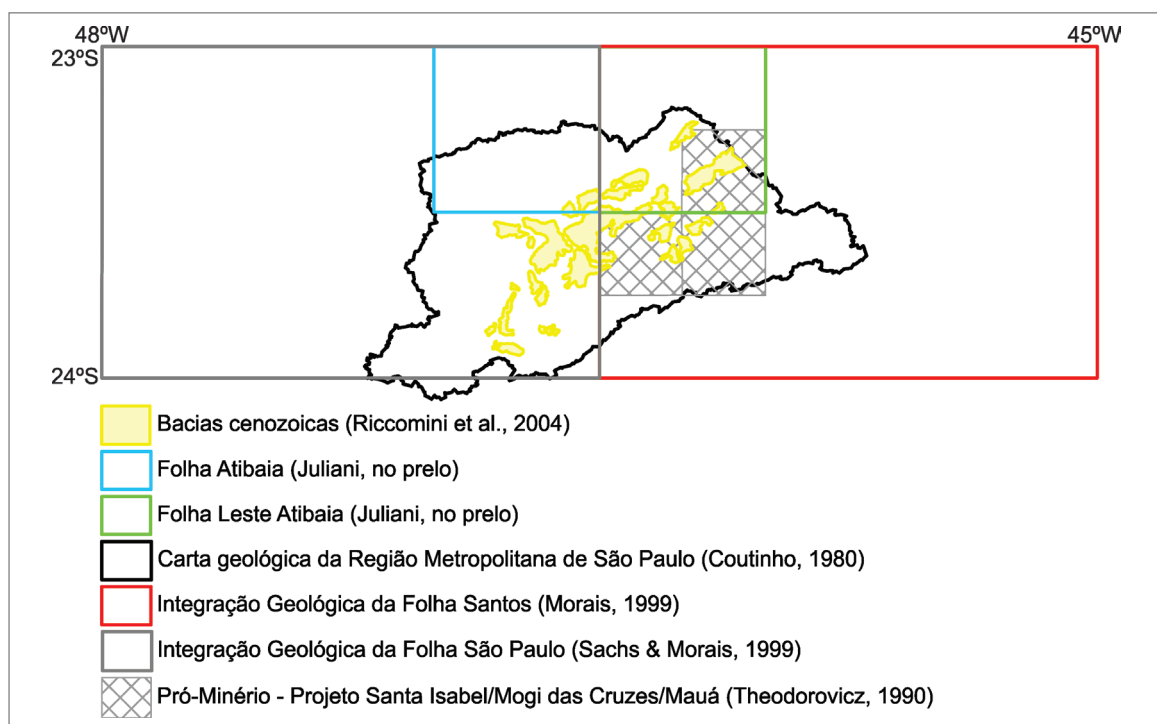 48ºW 45ºW
23ºS
24ºS
Bacias cenozoicas (Riccomini et al., 2004)
Folha Atibaia (Juliani, no prelo)
Folha Leste Atibaia (Juliani, no prelo)
Carta geológica da Região Metropolitana de São Paulo (Coutinho, 1980)
Integração Geológica da Folha Santos (Morais, 1999)
Integração Geológica da Folha São Paulo (Sachs & Morais, 1999)
Pró-Minério - Projeto Santa Isabel/Mogi das Cruzes/Mauá (Theodorovicz, 1990)